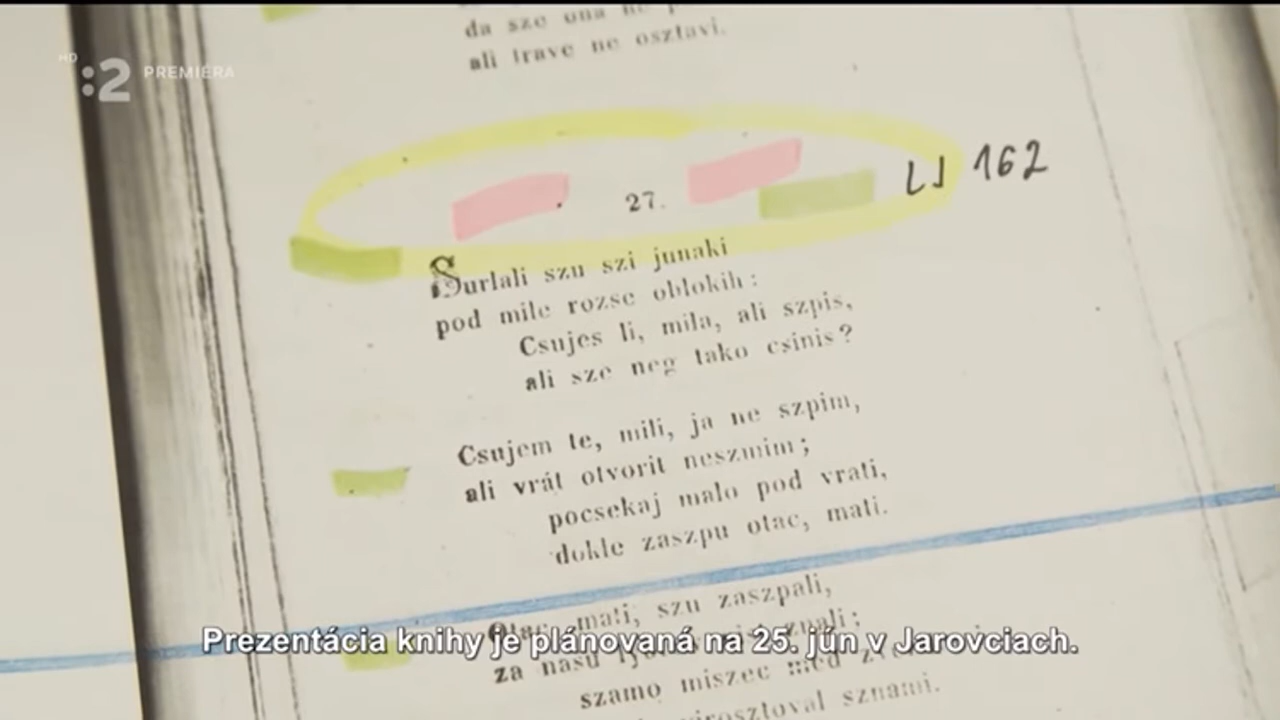 HD
:2 PREMIÉRA
da sze ona ne
ali trave ne osztavi.
27.
LJ 162
Surlali szu szi junaki
pod mile rozse oblokih:
Csujes li, mila, ali szpis,
ali sze neg tako csinis?
Csujem te, mili, ja ne szpim,
ali vrát otvorit neszmim;
pocsekaj malo pod vrati,
dokle zaszpu otac, mati.
Otac, mati, szu zaszpali,
za nasu
szamo miszec med
sznami.
Prezentácia knihy je plánovaná na 25. jún v Jarovciach.